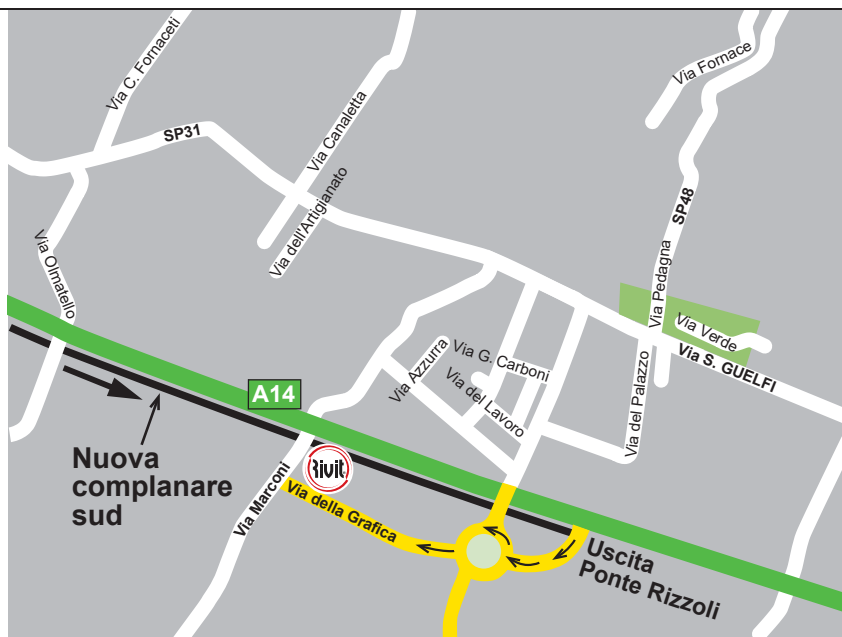 Via C. Fornaceti
Via Fornace
SP31
Via Canaletta
SP48
Via dell'Artigianato
Via Olmatello
Via Pedagna
Via Verde
Via G. Carboni
Via Azzurra
Via S. GUELFI
A14
Via del Lavoro
Via del Palazzo
Nuova
complanare
sud
Rivit
Via Marconi
Via della Grafica
Uscita
Ponte Rizzoli